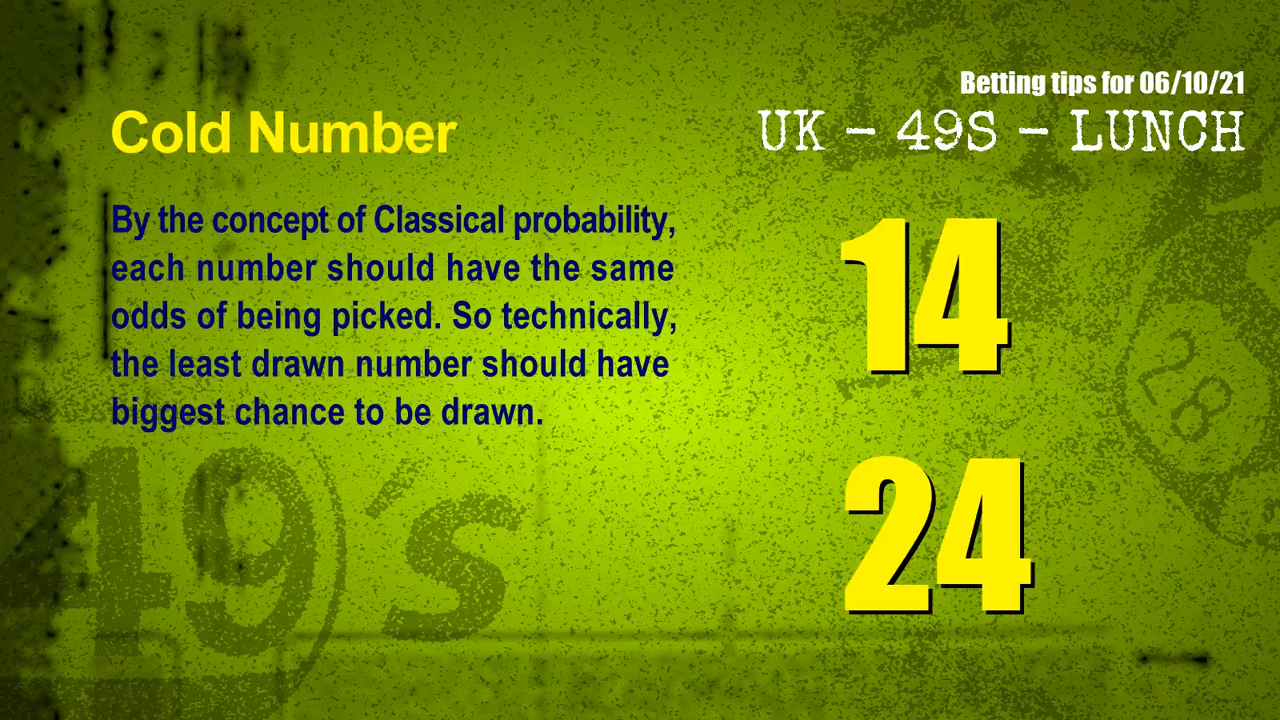 Betting tips for 06/10/21
UK - 49S - LUNCH
Cold Number
By the concept of Classical probability,
each number should have the same
odds of being picked. So technically,
the least drawn number should have
biggest chance to be drawn.
14
24
28
49's